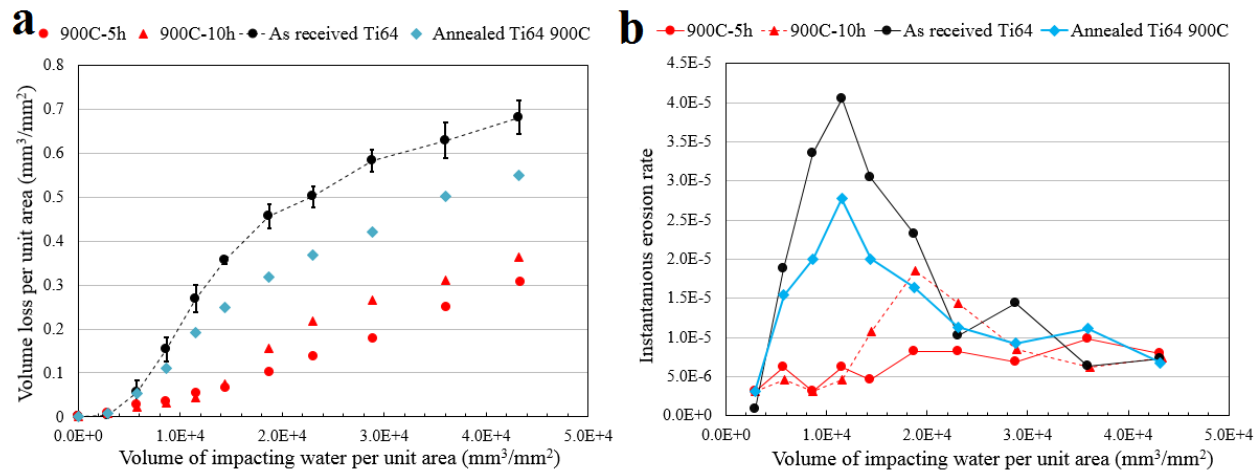 a
900C-5h 900C-10h As received Ti64 Annealed Ti64 900C
Volume loss per unit area (mm³/mm²)
0.8
0.7
0.6
0.5
0.4
0.3
0.2
0.1
0
0.0E0 1.0E+4 2.0E+4 3.0E+4 4.0E+4 5.0E+4
Volume of impacting water per unit area (mm³/mm²)
b
900C-5h 900C-10h As received Ti64 Annealed Ti64 900C
Instantanuous erosion rate
4.5E-5
4.0E-5
3.5E-5
3.0E-5
2.5E-5
2.0E-5
1.5E-5
1.0E-5
5.0E-6
0.0E+0
0.0E+0 1.0E+4 2.0E+4 3.0E+4 4.0E+4 5.0E+4
Volume of impacting water per unit area (mm³/mm²)